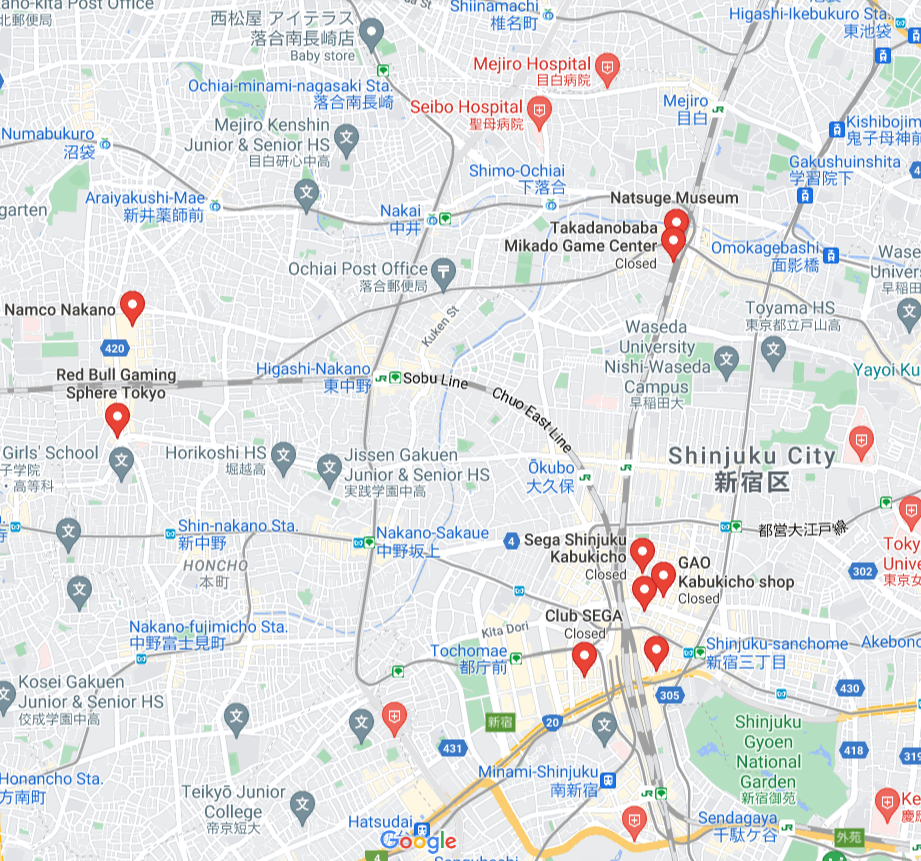 ano-kita Post Office
北郵便局
西松屋 アイテラス
落合南長崎店
Baby store
Shiinamachi
椎名町
Higashi-Ikebukuro Sta.
東池袋
Mejiro Hospital
目白病院
Ochiai-minami-nagasaki Sta.
落合南長崎
Seibo Hospital
聖母病院
Mejiro
目白
Numabukuro
沼袋
Mejiro Kenshin
Junior & Senior HS
目白研心中高
Kishibojim
鬼子母神前
Gakushuinshita
学習院下
Shimo-Ochiai
下落合
Araiyakushi-Mae
新井薬師前
garten
Nakai
中井
Natsuge Museum
Takadanobaba
Mikado Game Center
Closed
Omokagebashi
面影橋
Wase
Univers
早稲田
Ochiai Post Office
落合郵便局
Namco Nakano
420
Kuken St
Toyama HS
東京都立戸山高
Waseda
University
Nishi-Waseda
Campus
早稲田大
Yayoi Ku
Red Bull Gaming
Sphere Tokyo
Higashi-Nakano
東中野
JR
Sobu Line
Chuo East Line
Girls' School
子学院
・高等科
Horikoshi HS
堀越高
Jissen Gakuen
Junior & Senior HS
実践学園中高
Ōkubo
大久保
Shinjuku City
新宿区
Shin-nakano Sta.
新中野
Nakano-Sakaue
中野坂上
4
都営大江戸線
HONCHO
本町
Sega Shinjuku
Kabukicho
Closed
GAO
Kabukicho shop
Closed
302
Toky
Unive
東京女
Club SEGA
Closed
Nakano-fujimicho Sta.
中野富士見町
Kita Dori
Tochomae
都庁前
Shinjuku-sanchome
新宿三丁目
Akebono
Kosei Gakuen
Junior & Senior HS
佼成学園中高
305
430
新宿
20
431
418
319
Shinjuku
Gyoen
National
Garden
新宿御苑
Honancho Sta.
方南町
Minami-Shinjuku
南新宿
Teikyō Junior
College
帝京短大
JR
Hatsudai
Google
Sendagaya
千駄ケ谷
JR
外苑
Ke
慶應
4